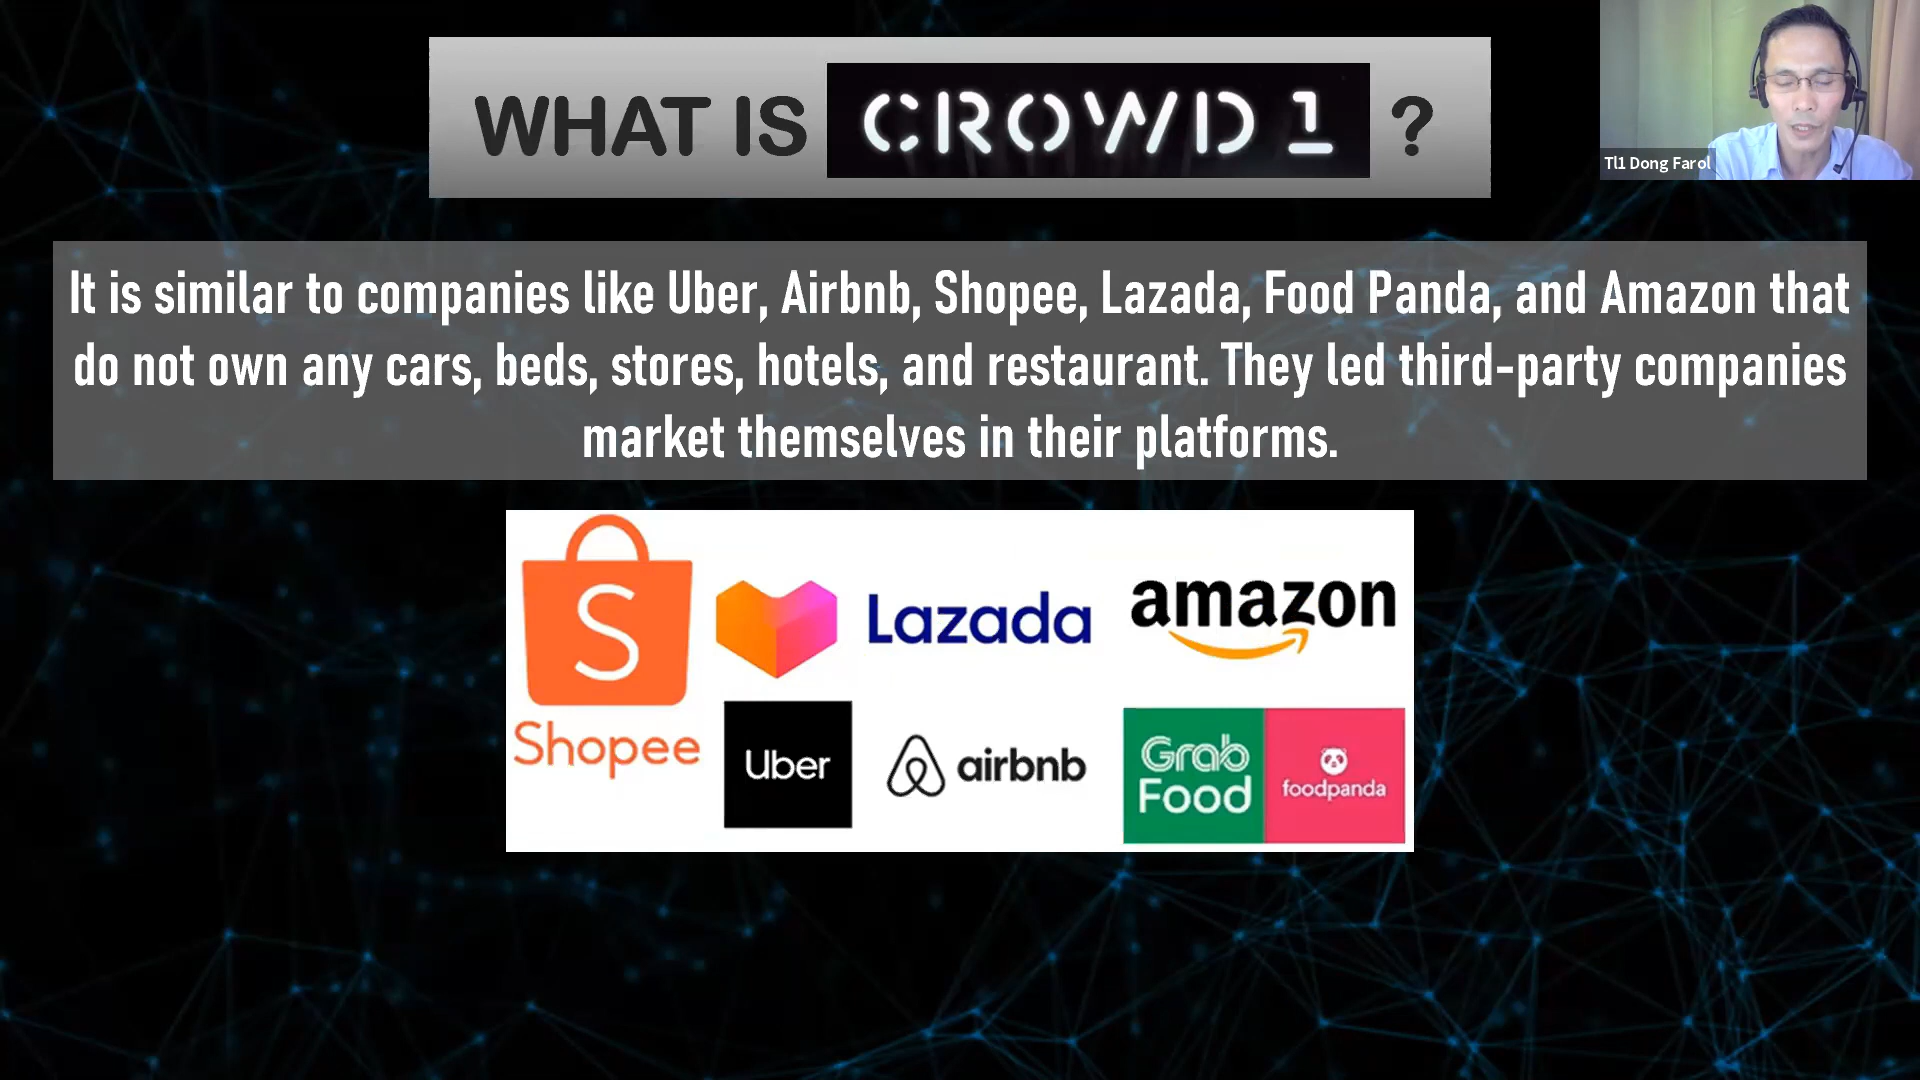 WHAT IS CROWD1 ?
Tl1 Dong Farol
It is similar to companies like Uber, Airbnb, Shopee, Lazada, Food Panda, and Amazon that
do not own any cars, beds, stores, hotels, and restaurant. They led third-party companies
market themselves in their platforms.
S
Shopee
Lazada
amazon
Uber
airbnb
Grab
Food
foodpanda